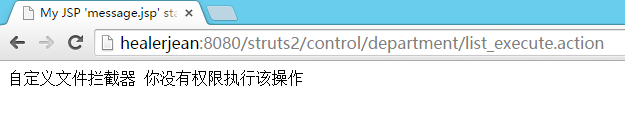 My JSP 'message.jsp' sta
healerjean:8080/struts2/control/department/list_execute.action
自定义文件拦截器 你没有权限执行该操作